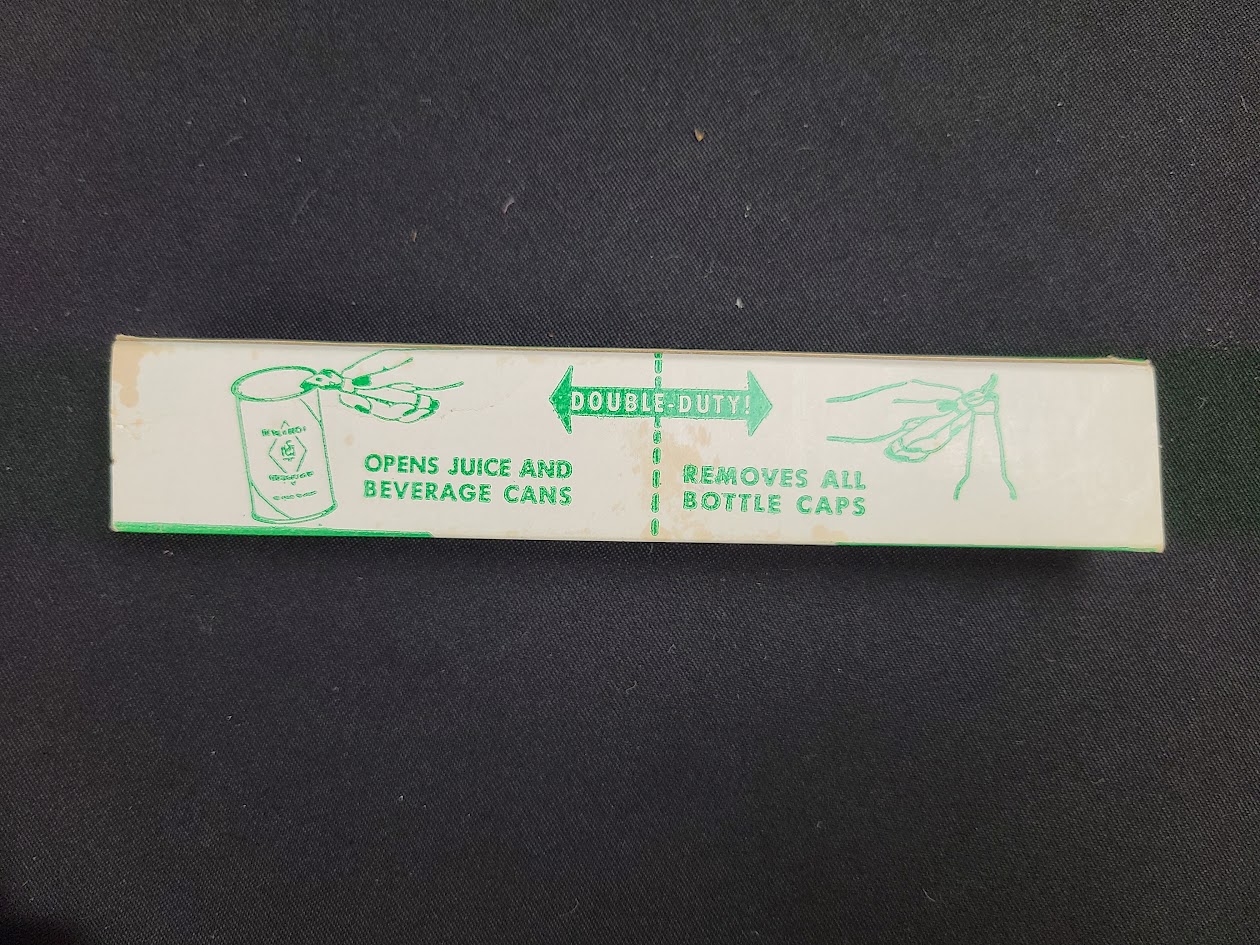 DOUBLE-DUTY!
OPENS JUICE AND
BEVERAGE CANS
REMOVES ALL
BOTTLE CAPS